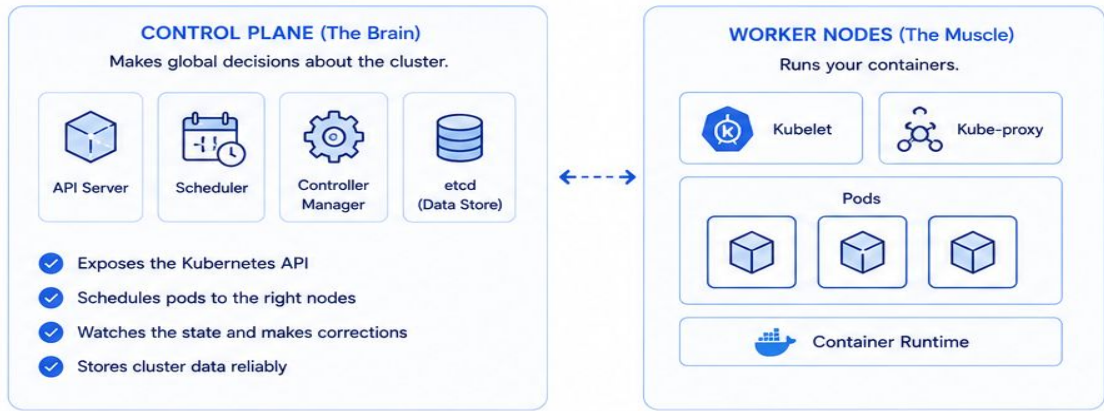 CONTROL PLANE (The Brain)
Makes global decisions about the cluster.
API Server
Scheduler
Controller
Manager
etcd
(Data Store)
Exposes the Kubernetes API
Schedules pods to the right nodes
Watches the state and makes corrections
Stores cluster data reliably
WORKER NODES (The Muscle)
Runs your containers.
Kubelet
Kube-proxy
Pods
Container Runtime